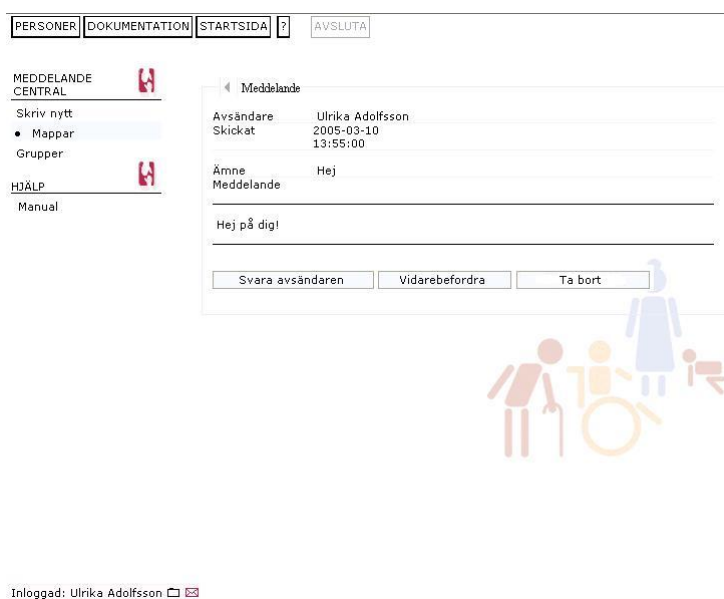 PERSONER DOKUMENTATION STARTSIDA ? AVSLUTA
MEDDELANDE
CENTRAL
Skriv nytt
Mappar
Grupper
HJÄLP
Manual
Meddelande
Avsändare Ulrika Adolfsson
Skickat 2005-03-10
13:55:00
Ämne Hej
Meddelande
Hej på dig!
Svara avsändaren Vidarebefordra Ta bort
Inloggad: Ulrika Adolfsson